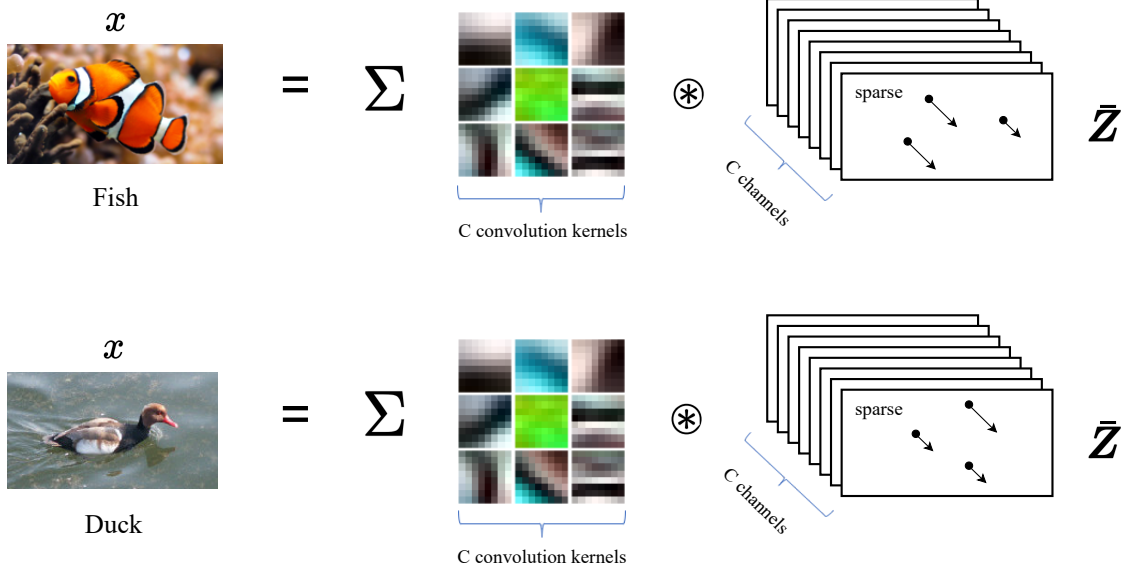 x
= Σ ⊛
sparse
Z̄
C channels
Fish
C convolution kernels
x
= Σ ⊛
sparse
Z̄
C channels
Duck
C convolution kernels